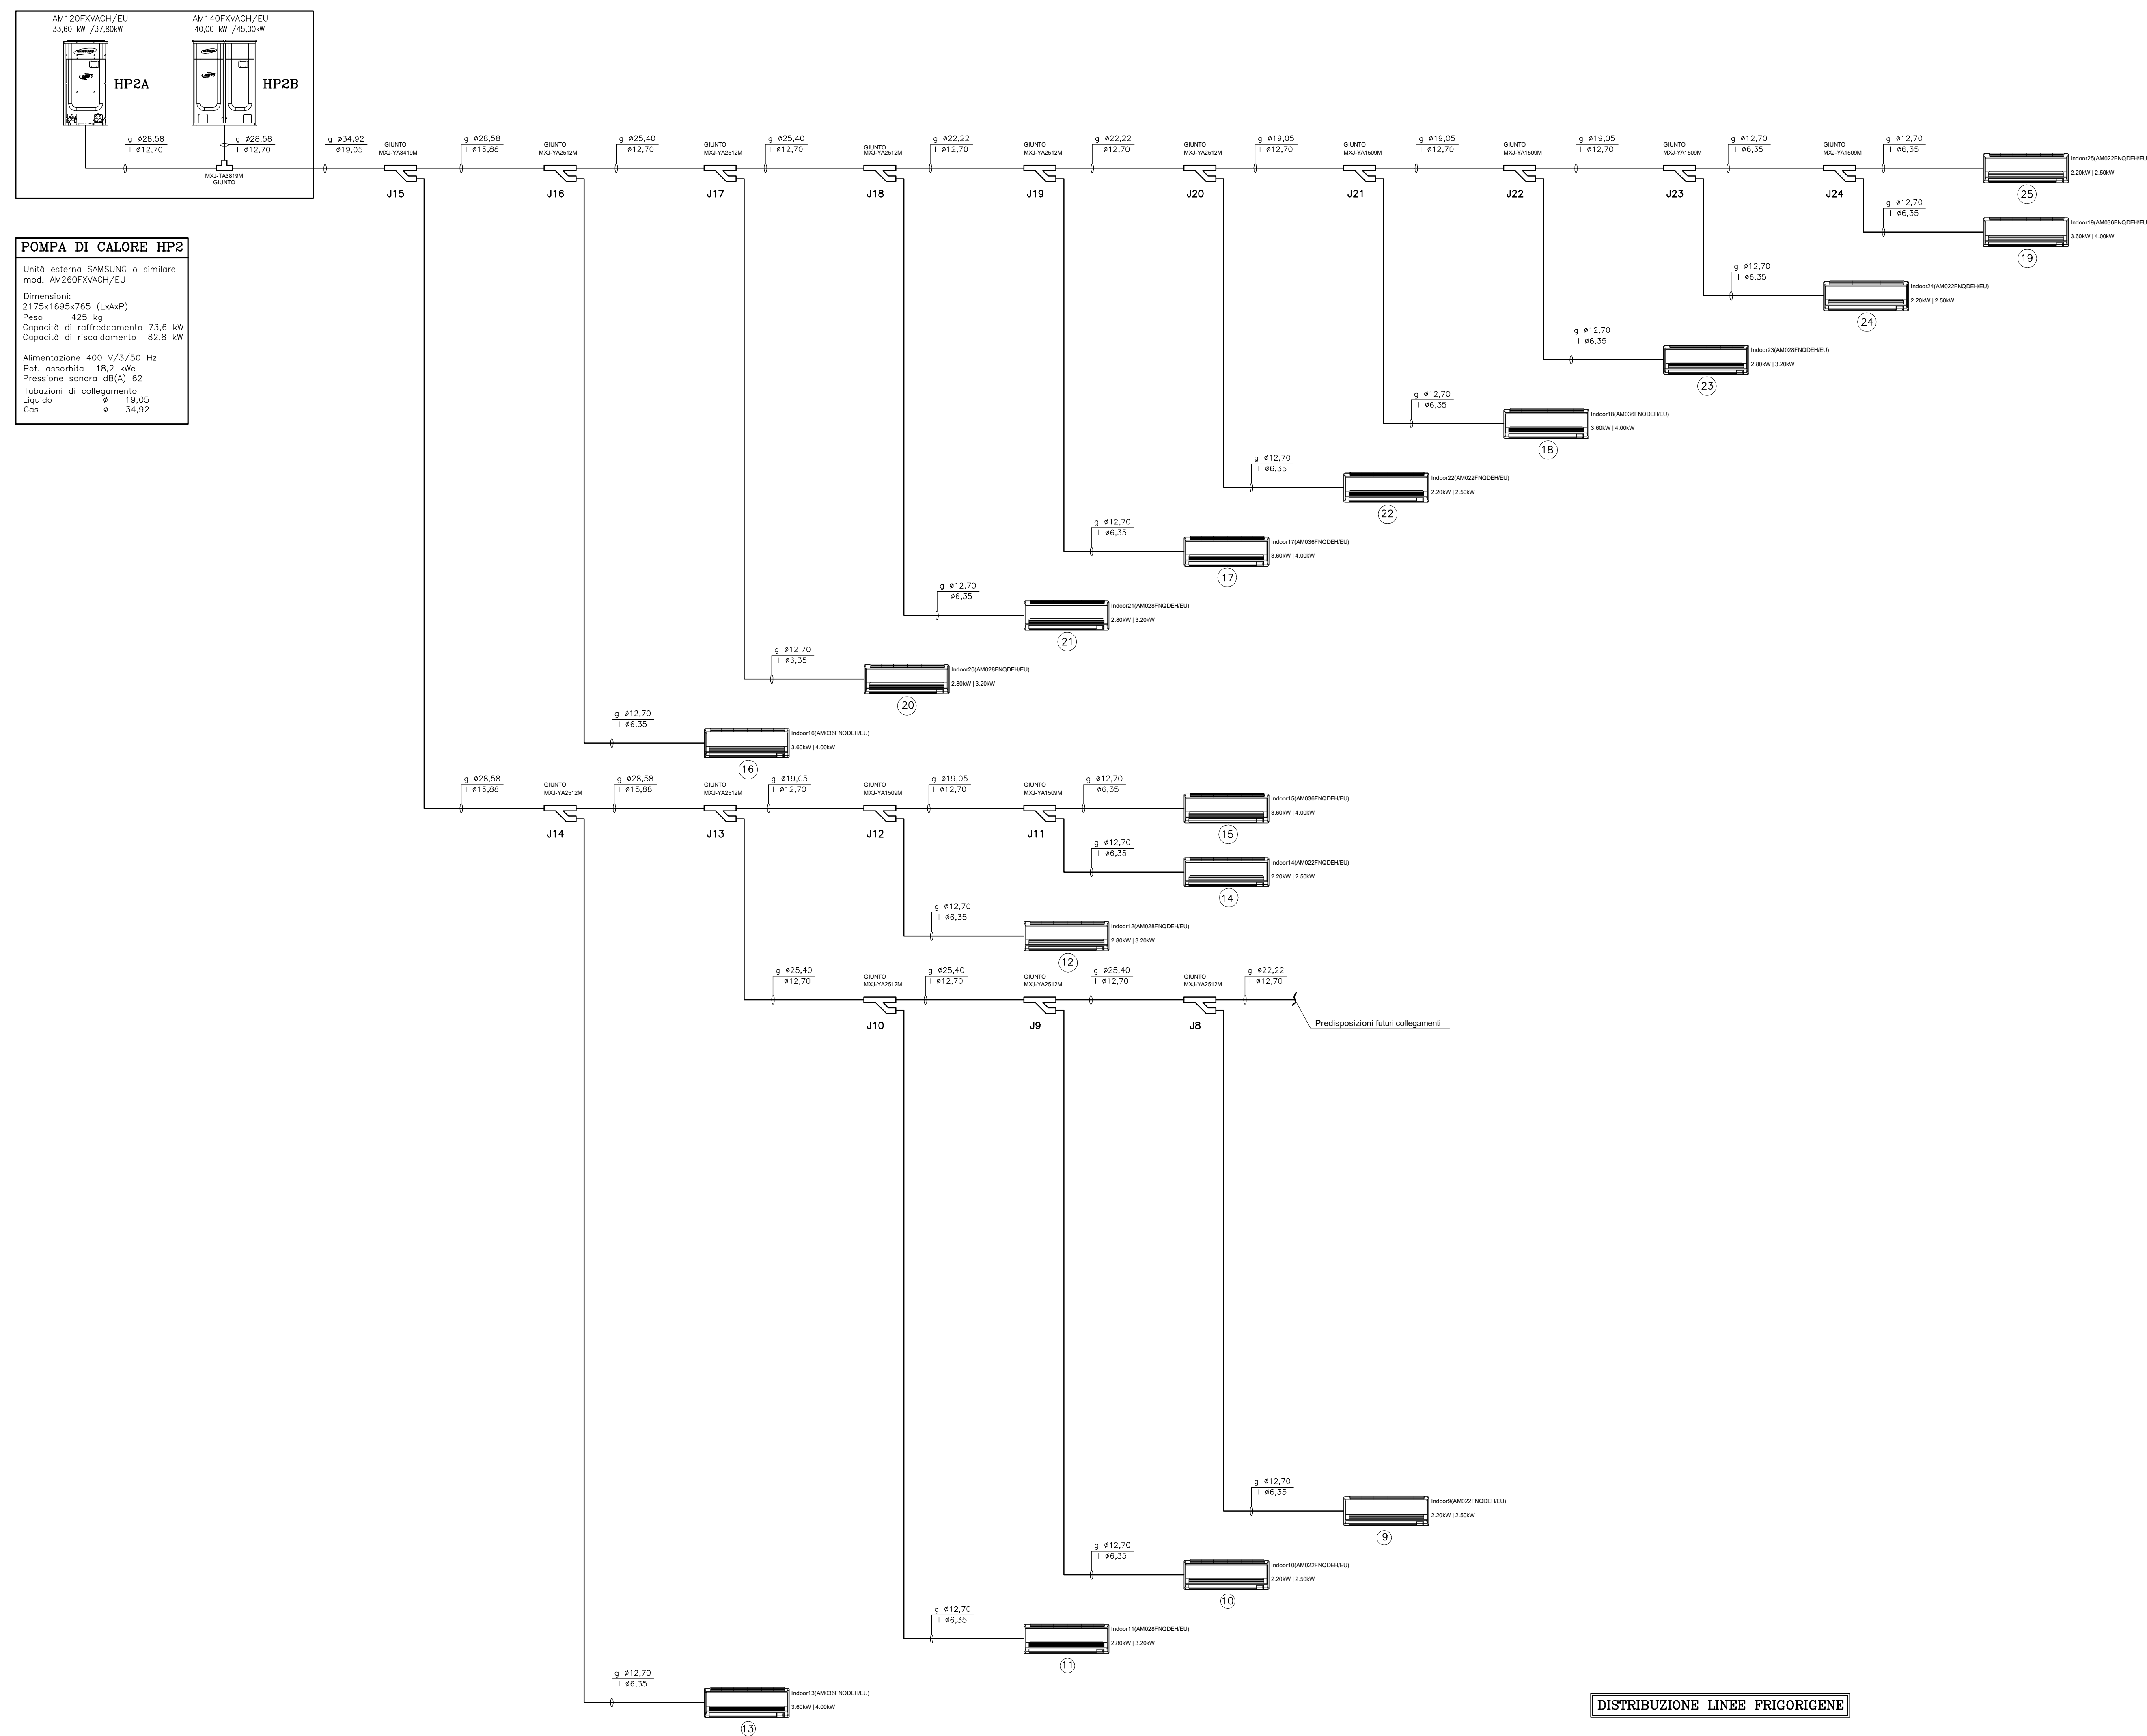 AM120FXVAGH/EU
33,60 kW /37,80kW
AM140FXVAGH/EU
40,00 kW /45,00kW
HP2A
HP2B
g ø28,58
l ø12,70
g ø28,58
l ø12,70
MXJ-TA3819M
GIUNTO
g ø34,92
l ø19,05
GIUNTO
MXJ-YA3419M
J15
g ø28,58
l ø15,88
GIUNTO
MXJ-YA2512M
J16
g ø25,40
l ø12,70
GIUNTO
MXJ-YA2512M
J17
g ø25,40
l ø12,70
GIUNTO
MXJ-YA2512M
J18
g ø22,22
l ø12,70
GIUNTO
MXJ-YA2512M
J19
g ø22,22
l ø12,70
GIUNTO
MXJ-YA2512M
J20
g ø19,05
l ø12,70
GIUNTO
MXJ-YA1509M
J21
g ø19,05
l ø12,70
GIUNTO
MXJ-YA1509M
J22
g ø19,05
l ø12,70
GIUNTO
MXJ-YA1509M
J23
g ø12,70
l ø6,35
GIUNTO
MXJ-YA1509M
J24
g ø12,70
l ø6,35
Indoor25(AM022FNQDEH/EU
2.20kW | 2.50kW
25
g ø12,70
l ø6,35
Indoor19(AM036FNQDEH/EU
3.60kW | 4.00kW
19
POMPA DI CALORE HP2
Unità esterna SAMSUNG o similare
mod. AM260FXVAGH/EU
Dimensioni:
2175x1695x765 (LxAxP)
Peso 425 kg
Capacità di raffreddamento 73,6 kW
Capacità di riscaldamento 82,8 kW
Alimentazione 400 V/3/50 Hz
Pot. assorbita 18,2 kWe
Pressione sonora dB(A) 62
Tubazioni di collegamento
Liquido ø 19,05
Gas ø 34,92
g ø12,70
l ø6,35
Indoor24(AM022FNQDEH/EU)
2.20kW | 2.50kW
24
g ø12,70
l ø6,35
Indoor23(AM028FNQDEH/EU)
2.80kW | 3.20kW
23
g ø12,70
l ø6,35
Indoor18(AM036FNQDEH/EU)
3.60kW | 4.00kW
18
g ø12,70
l ø6,35
Indoor22(AM022FNQDEH/EU)
2.20kW | 2.50kW
22
g ø12,70
l ø6,35
Indoor17(AM036FNQDEH/EU)
3.60kW | 4.00kW
17
g ø12,70
l ø6,35
Indoor21(AM028FNQDEH/EU)
2.80kW | 3.20kW
21
g ø12,70
l ø6,35
Indoor20(AM028FNQDEH/EU)
2.80kW | 3.20kW
20
g ø12,70
l ø6,35
Indoor16(AM036FNQDEH/EU)
3.60kW | 4.00kW
16
g ø28,58
l ø15,88
GIUNTO
MXJ-YA2512M
J14
g ø28,58
l ø15,88
GIUNTO
MXJ-YA2512M
J13
g ø19,05
l ø12,70
GIUNTO
MXJ-YA1509M
J12
g ø19,05
l ø12,70
GIUNTO
MXJ-YA1509M
J11
g ø12,70
l ø6,35
Indoor15(AM036FNQDEH/EU)
3.60kW | 4.00kW
15
g ø12,70
l ø6,35
Indoor14(AM022FNQDEH/EU)
2.20kW | 2.50kW
14
g ø12,70
l ø6,35
Indoor12(AM028FNQDEH/EU)
2.80kW | 3.20kW
12
g ø25,40
l ø12,70
GIUNTO
MXJ-YA2512M
J10
g ø25,40
l ø12,70
GIUNTO
MXJ-YA2512M
J9
g ø25,40
l ø12,70
GIUNTO
MXJ-YA2512M
J8
g ø22,22
l ø12,70
Predisposizioni futuri collegamenti
g ø12,70
l ø6,35
Indoor9(AM022FNQDEH/EU)
2.20kW | 2.50kW
9
g ø12,70
l ø6,35
Indoor10(AM022FNQDEH/EU)
2.20kW | 2.50kW
10
g ø12,70
l ø6,35
Indoor11(AM028FNQDEH/EU)
2.80kW | 3.20kW
11
g ø12,70
l ø6,35
Indoor13(AM036FNQDEH/EU)
3.60kW | 4.00kW
13
DISTRIBUZIONE LINEE FRIGORIGENE